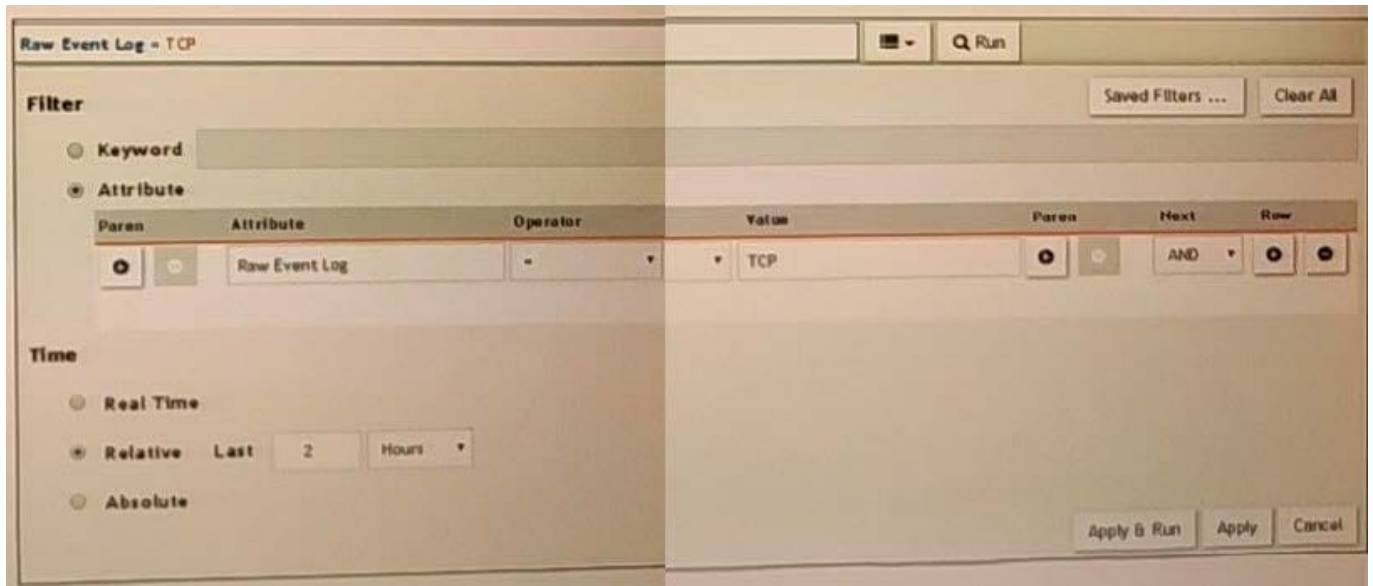 Raw Event Log = TCP
Run
Saved Filters ...
Clear All
Filter
Keyword
Attribute
Paren Attribute Operator Value Paren Next Row
Raw Event Log = TCP AND
Time
Real Time
Relative Last 2 Hours
Absolute
Apply & Run Apply Cancel